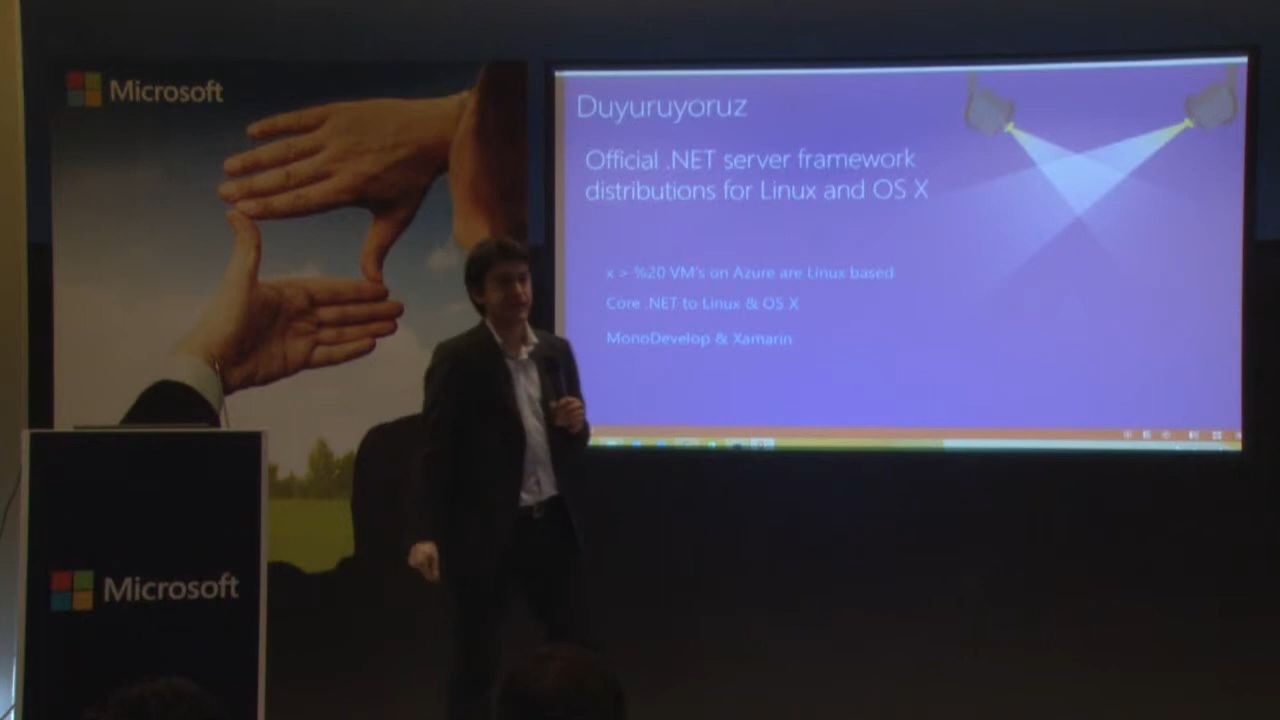 Microsoft
Duyuruyoruz
Official .NET server framework
distributions for Linux and OS X
x > %20 VM's on Azure are Linux based
Core .NET to Linux & OS X
MonoDevelop & Xamarin
Microsoft